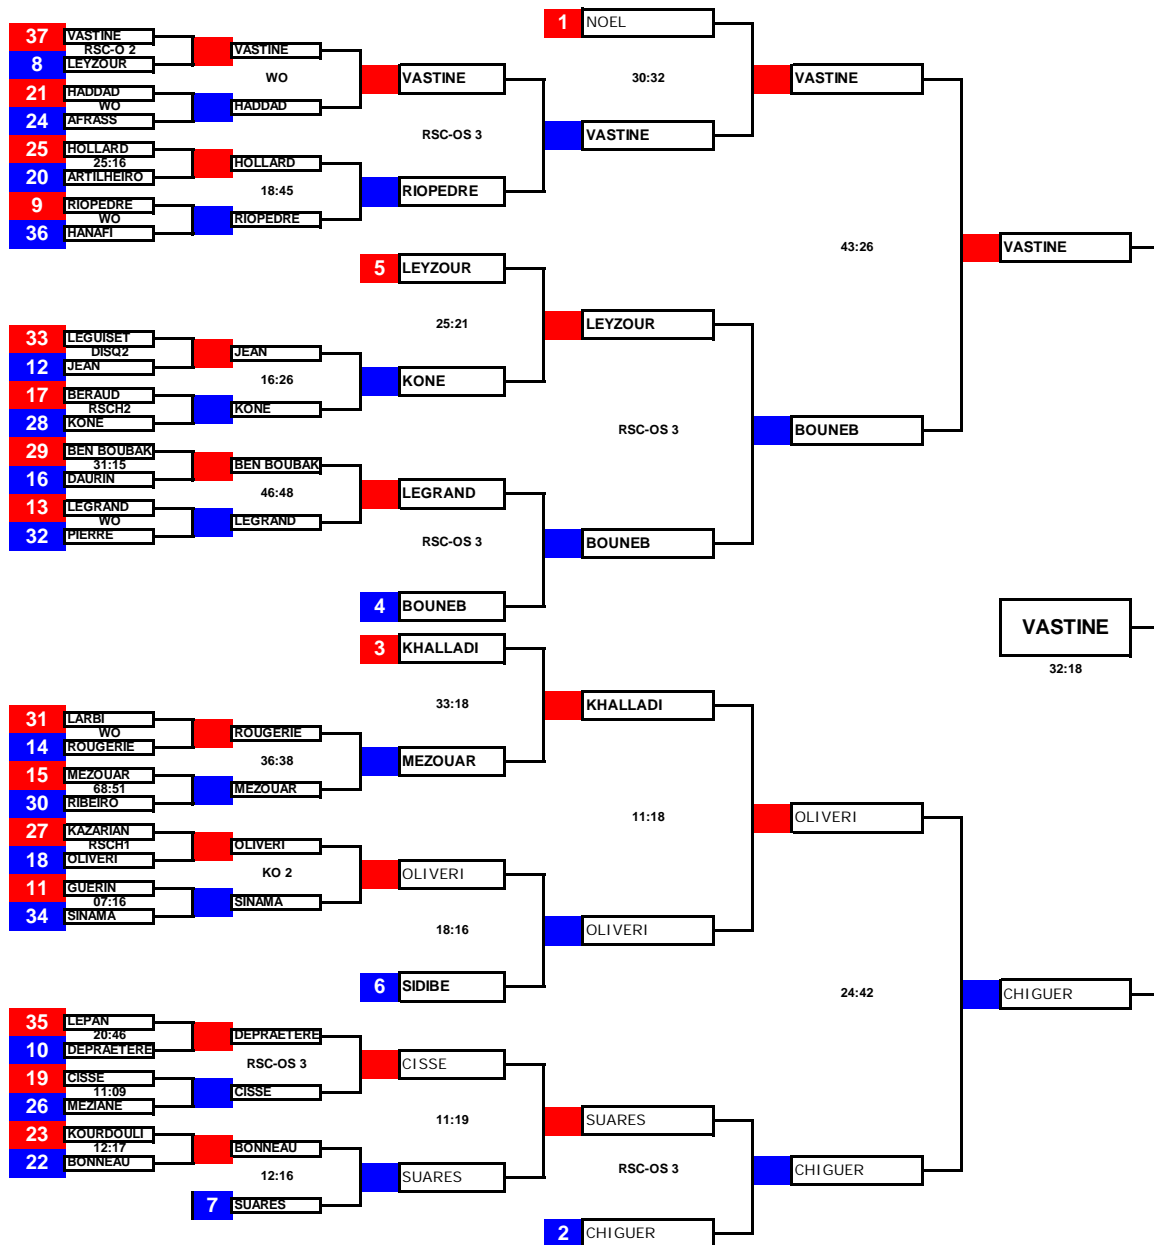 1 NOEL
37 VASTINE
RSC-O 2
8 LEYZOUR
VASTINE
WO
HADDAD
21 HADDAD
WO
24 AFRASS
VASTINE
RSC-OS 3
RIOPEDRE
30:32
VASTINE
VASTINE
25 HOLLARD
25:16
20 ARTILHEIRO
HOLLARD
18:45
RIOPEDRE
9 RIOPEDRE
WO
36 HANAFI
43:26
VASTINE
5 LEYZOUR
25:21
KONE
LEYZOUR
33 LEGUISET
DISQ2
12 JEAN
JEAN
16:26
KONE
17 BERAUD
RSCH2
28 KONE
RSC-OS 3
BOUNEB
29 BEN BOUBAK
31:15
16 DAURIN
BEN BOUBAK
46:48
LEGRAND
13 LEGRAND
WO
32 PIERRE
LEGRAND
RSC-OS 3
BOUNEB
4 BOUNEB
VASTINE
32:18
3 KHALLADI
33:18
MEZOUAR
KHALLADI
31 LARBI
WO
14 ROUGERIE
ROUGERIE
36:38
MEZOUAR
15 MEZOUAR
68:51
30 RIBEIRO
11:18
OLIVERI
27 KAZARIAN
RSCH1
18 OLIVERI
OLIVERI
KO 2
SINAMA
11 GUERIN
07:16
34 SINAMA
OLIVERI
18:16
OLIVERI
6 SIDIBE
24:42
CHIGUER
35 LEPAN
20:46
10 DEPRAETERE
DEPRAETERE
RSC-OS 3
CISSE
19 CISSE
11:09
26 MEZIANE
CISSE
11:19
SUARES
SUARES
23 KOURDOULI
12:17
22 BONNEAU
BONNEAU
12:16
7 SUARES
RSC-OS 3
CHIGUER
2 CHIGUER